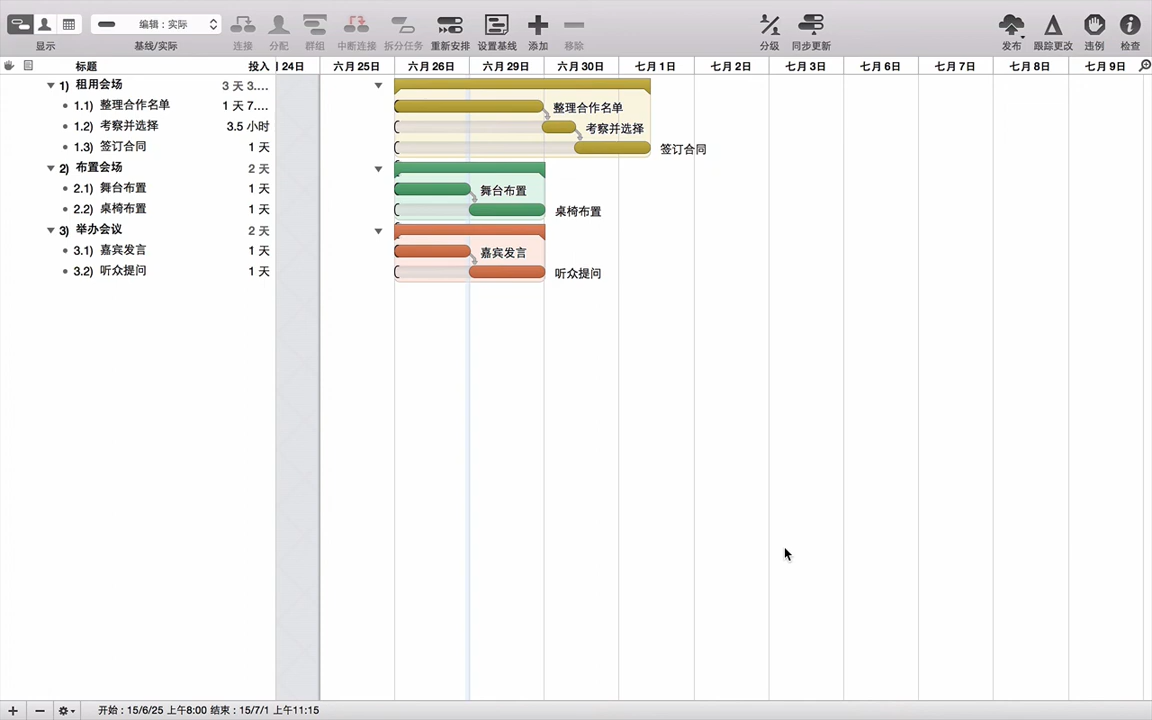 编辑：实际
显示 基线/实际 连接 分配 群组 中断连接 拆分任务 重新安排 设置基线 添加 移除 分级 同步更新 发布 跟踪更改 违例 检查
标题 投入 24日 六月 25日 六月 26日 六月 29日 六月 30日 七月 1日 七月 2日 七月 3日 七月 6日 七月 7日 七月 8日 七月 9日
1) 租用会场 3 天 3....
1.1) 整理合作名单 1 天 7.... 整理合作名单
1.2) 考察并选择 3.5 小时 考察并选择
1.3) 签订合同 1 天 签订合同
2) 布置会场 2 天
2.1) 舞台布置 1 天 舞台布置
2.2) 桌椅布置 1 天 桌椅布置
3) 举办会议 2 天
3.1) 嘉宾发言 1 天 嘉宾发言
3.2) 听众提问 1 天 听众提问
开始：15/6/25 上午8:00 结束：15/7/1 上午11:15